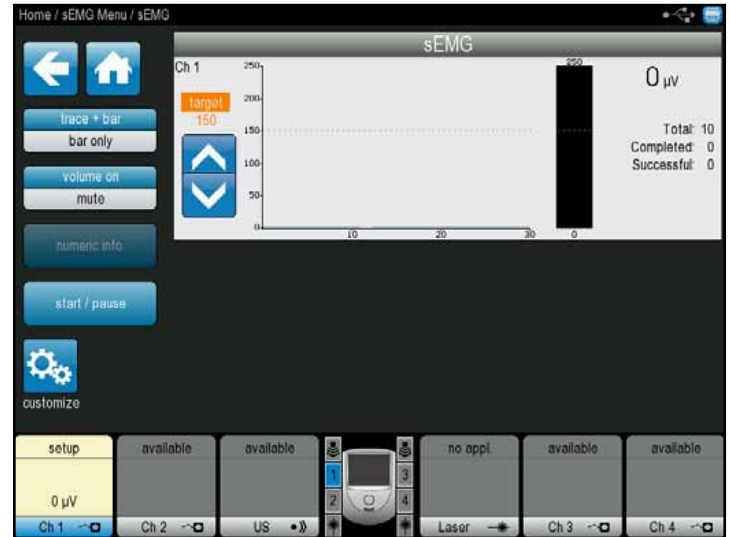 Home / sEMG Menu / sEMG
sEMG
Ch 1
target
150
250
200
150
100
50
0
10
20
30
250
0
0 µV
Total: 10
Completed: 0
Successful: 0
trace + bar
bar only
volume on
mute
numeric info
start / pause
customize
setup
0 µV
Ch 1
available
Ch 2
available
US
1
2
3
4
no appl.
Laser
available
Ch 3
available
Ch 4